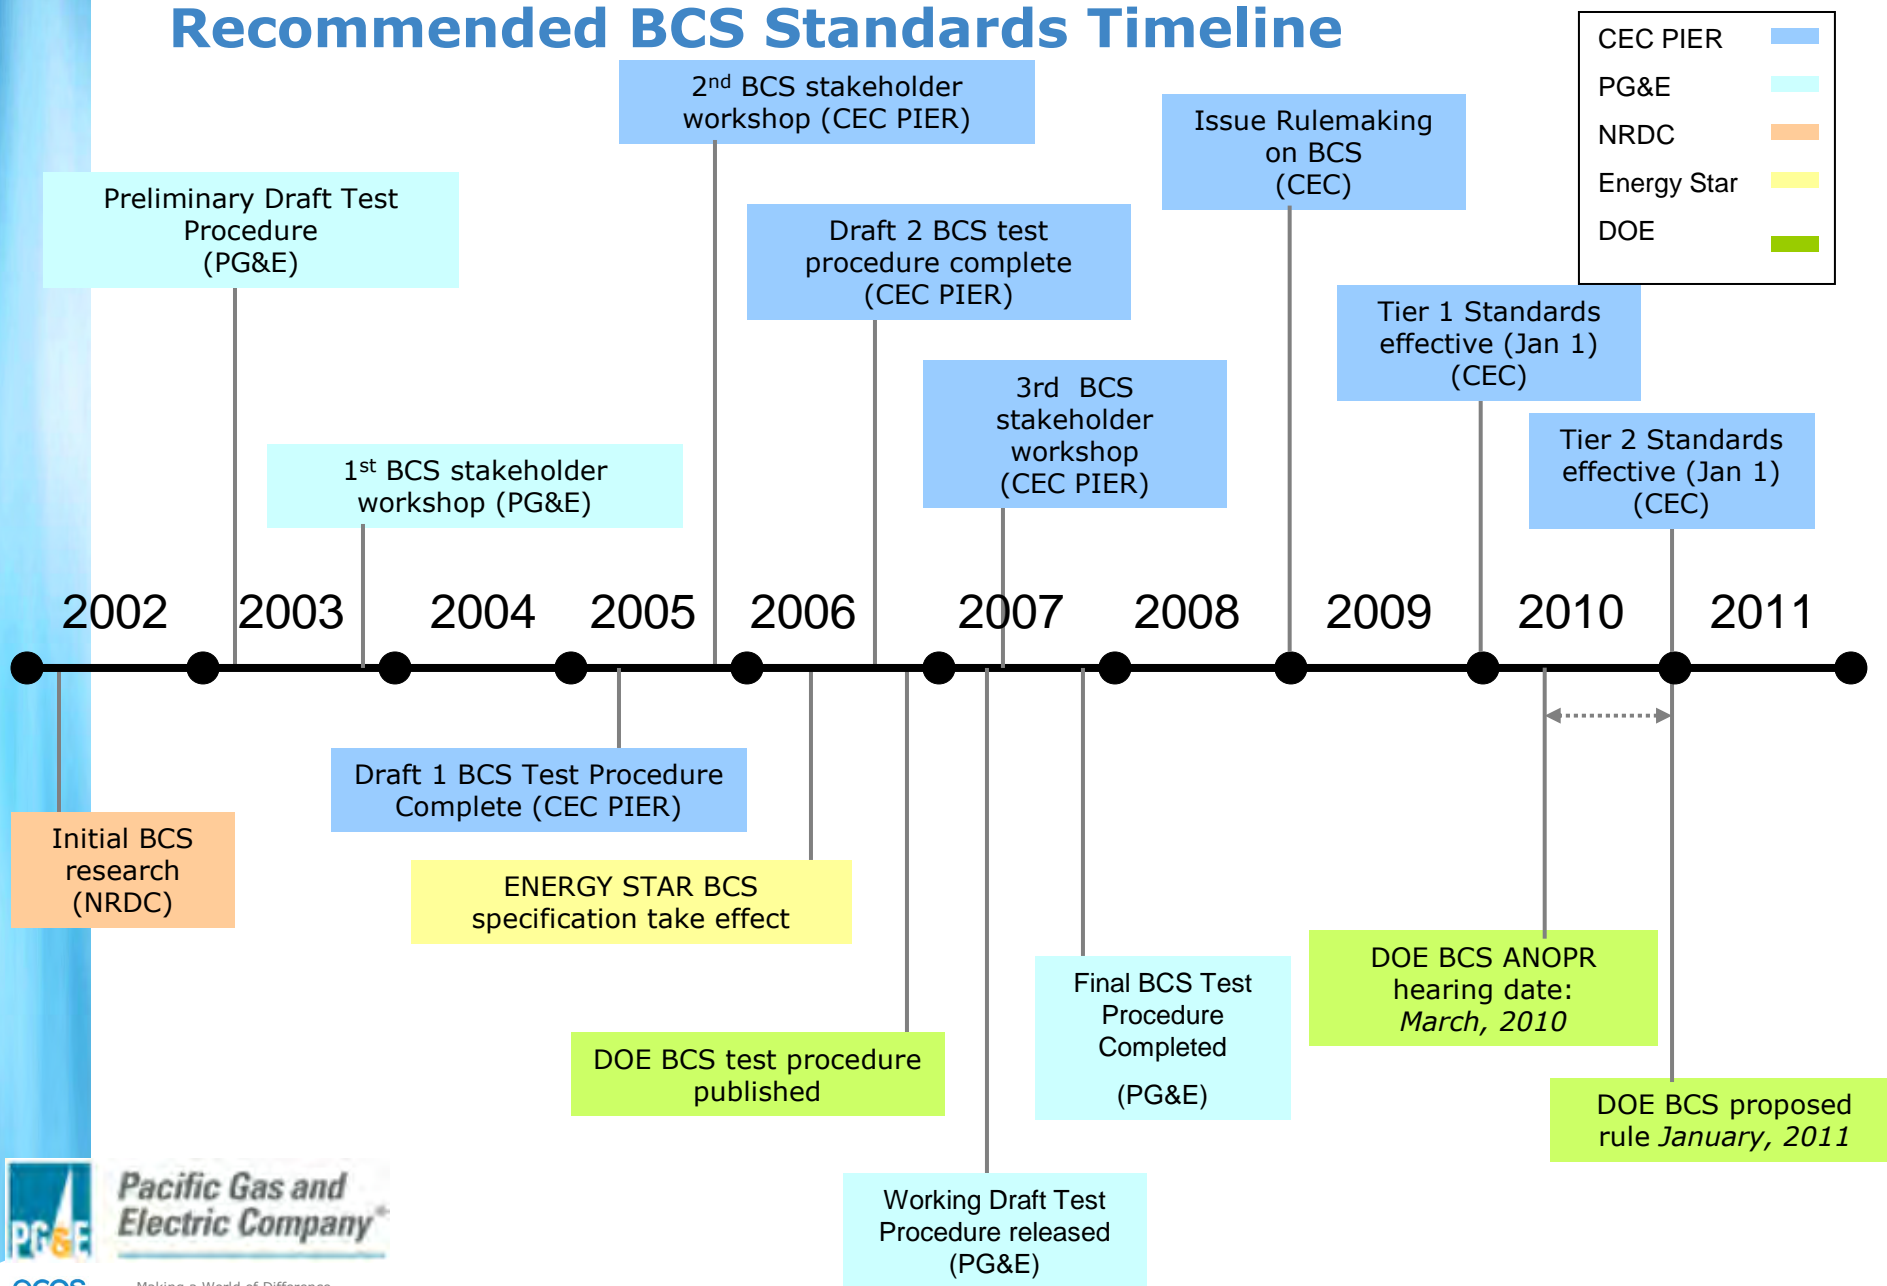 Recommended BCS Standards Timeline
CEC PIER
PG&E
NRDC
Energy Star
DOE
2nd BCS stakeholder
workshop (CEC PIER)
Issue Rulemaking
on BCS
(CEC)
Preliminary Draft Test
Procedure
(PG&E)
Draft 2 BCS test
procedure complete
(CEC PIER)
Tier 1 Standards
effective (Jan 1)
(CEC)
3rd BCS
stakeholder
workshop
(CEC PIER)
Tier 2 Standards
effective (Jan 1)
(CEC)
1st BCS stakeholder
workshop (PG&E)
2002 2003 2004 2005 2006 2007 2008 2009 2010 2011
Draft 1 BCS Test Procedure
Complete (CEC PIER)
Initial BCS
research
(NRDC)
ENERGY STAR BCS
specification take effect
DOE BCS ANOPR
hearing date:
March, 2010
Final BCS Test
Procedure
Completed
(PG&E)
DOE BCS test procedure
published
DOE BCS proposed
rule January, 2011
Working Draft Test
Procedure released
(PG&E)
PG&E
Pacific Gas and
Electric Company®
ecos
Making a World of Difference